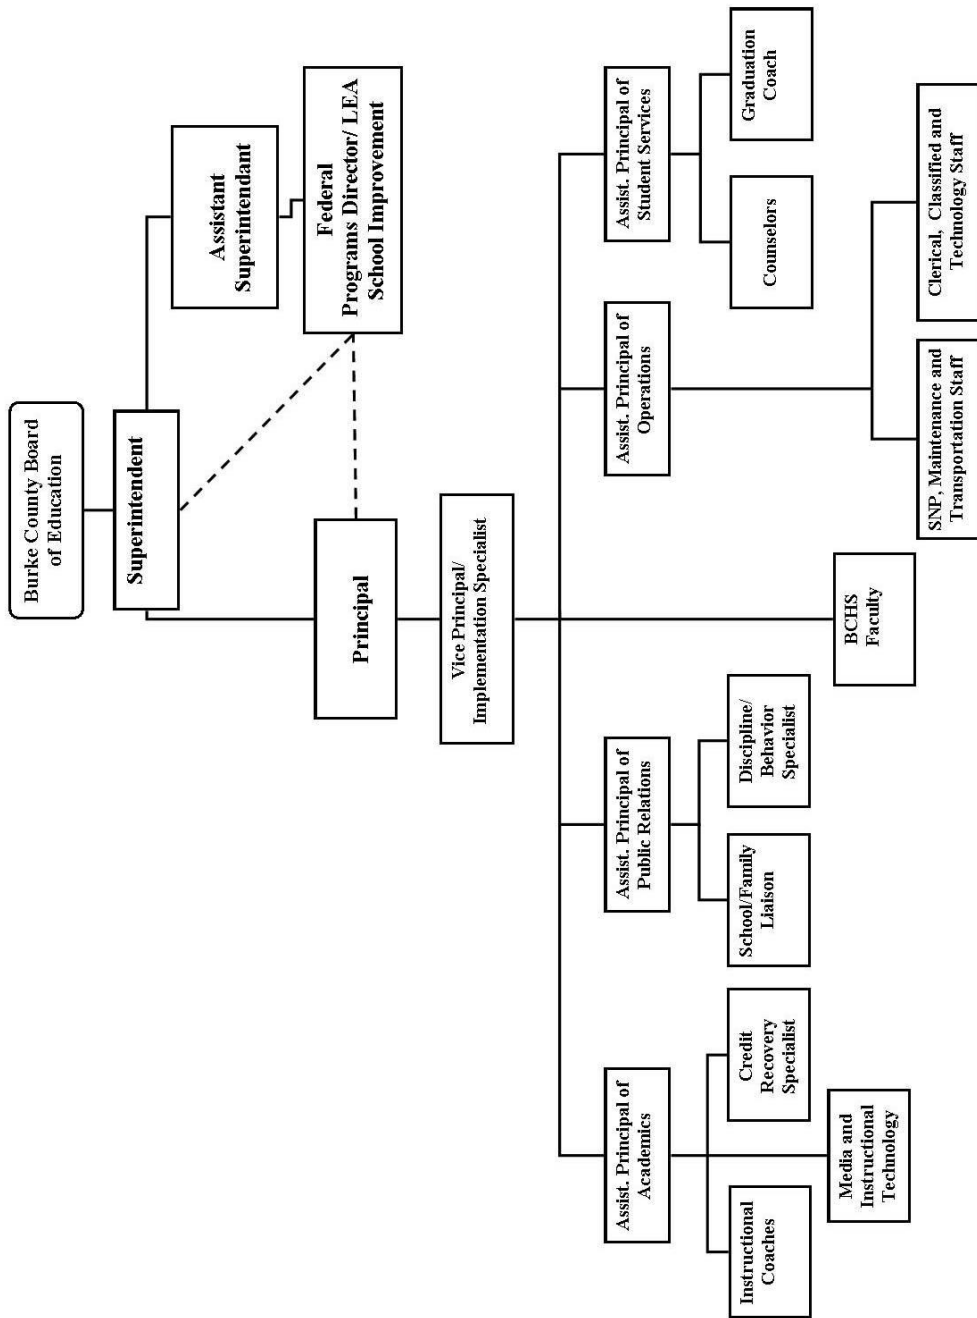 Burke County Board
of Education
Superintendent
Assistant
Superintendant
Federal
Programs Director/ LEA
School Improvement
Principal
Vice Principal/
Implementation Specialist
Assist. Principal of
Academics
Assist. Principal of
Public Relations
Assist. Principal of
Operations
Assist. Principal of
Student Services
Instructional
Coaches
Credit
Recovery
Specialist
School/Family
Liaison
Discipline/
Behavior
Specialist
Counselors
Graduation
Coach
Media and
Instructional
Technology
BCHS
Faculty
SNP, Maintenance and
Transportation Staff
Clerical, Classified and
Technology Staff